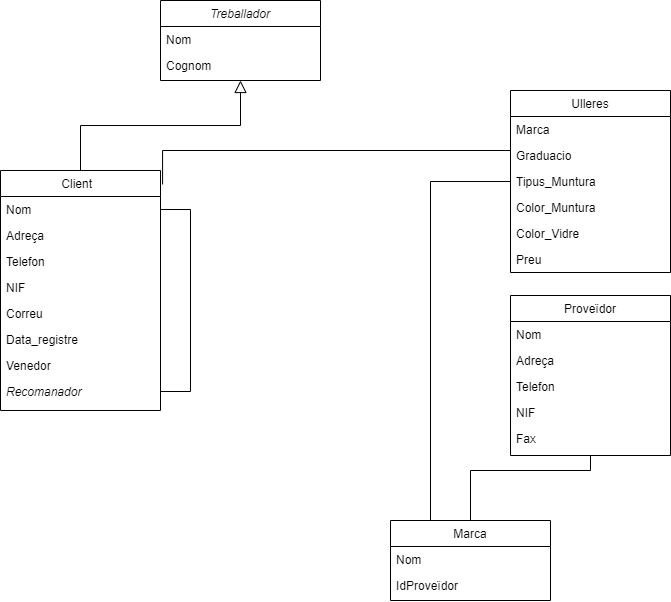 Treballador
Nom
Cognom
Client
Nom
Adreça
Telefon
NIF
Correu
Data_registre
Venedor
Recomanador
Ulleres
Marca
Graduacio
Tipus_Muntura
Color_Muntura
Color_Vidre
Preu
Proveïdor
Nom
Adreça
Telefon
NIF
Fax
Marca
Nom
IdProveïdor